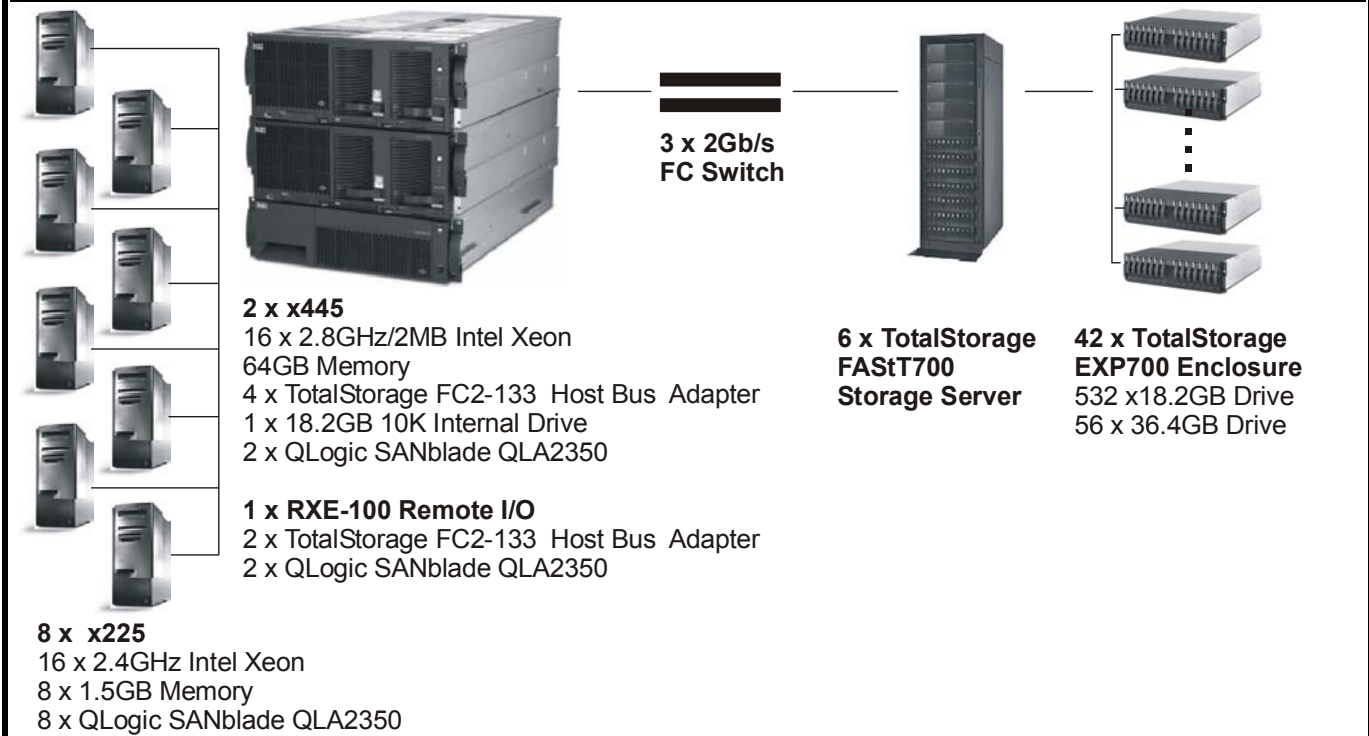 3 x 2Gb/s
FC Switch
2 x x445
16 x 2.8GHz/2MB Intel Xeon
64GB Memory
4 x TotalStorage FC2-133 Host Bus Adapter
1 x 18.2GB 10K Internal Drive
2 x QLogic SANblade QLA2350
1 x RXE-100 Remote I/O
2 x TotalStorage FC2-133 Host Bus Adapter
2 x QLogic SANblade QLA2350
6 x TotalStorage
FAStT700
Storage Server
42 x TotalStorage
EXP700 Enclosure
532 x18.2GB Drive
56 x 36.4GB Drive
8 x x225
16 x 2.4GHz Intel Xeon
8 x 1.5GB Memory
8 x QLogic SANblade QLA2350